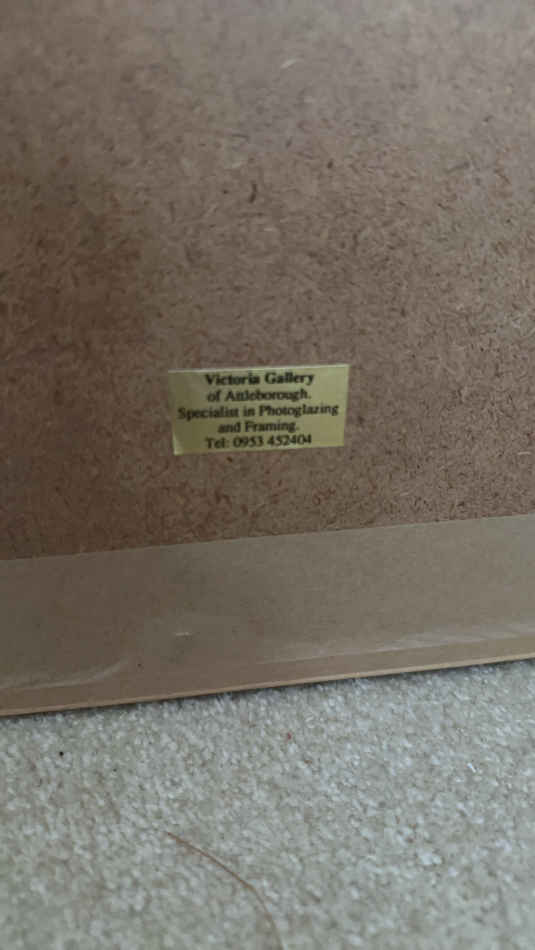 Victoria Gallery
of Attleborough.
Specialist in Photoglazing
and Framing.
Tel: 0953 452404